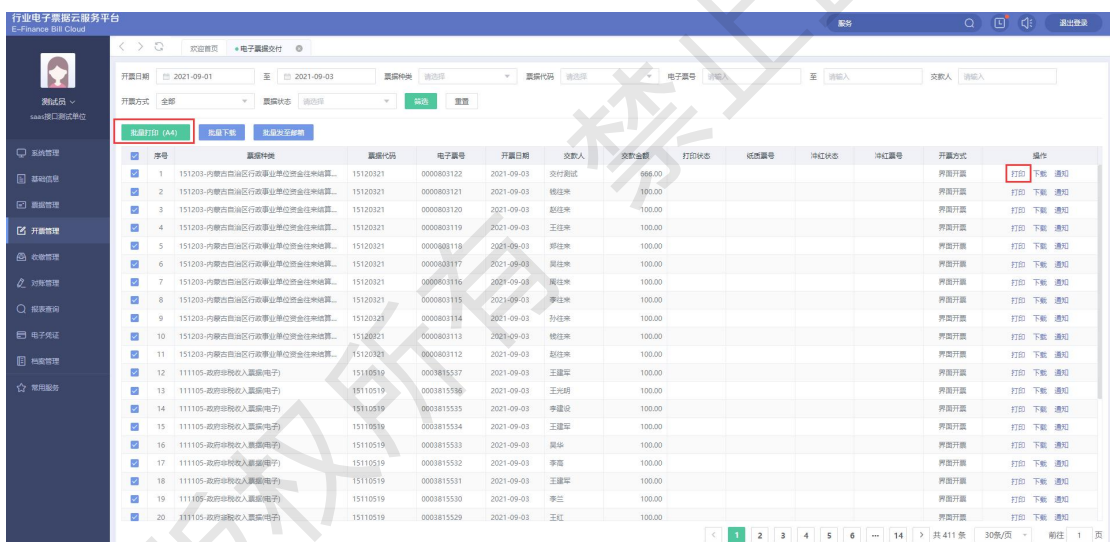 行业电子票据云服务平台
E-Finance Bill Cloud
服务
退出登录
测试员
saas接口测试单位
系统管理
基础信息
票据管理
开票管理
收缴管理
对账管理
报表查询
电子凭证
档案管理
常用服务
欢迎首页
电子票据交付
开票日期 2021-09-01 至 2021-09-03 票据种类 请选择 票据代码 请选择 电子票号 请输入 至 请输入 交款人 请输入
开票方式 全部 票据状态 请选择 筛选 重置
批量打印 (A4) 批量下载 批量发至邮箱
序号 票据种类 票据代码 电子票号 开票日期 交款人 交款金额 打印状态 纸质票号 冲红状态 冲红票号 开票方式 操作
1 151203-内蒙古自治区行政事业单位资金往来结算... 15120321 0000803122 2021-09-03 交付测试 666.00 界面开票 打印 下载 通知
2 151203-内蒙古自治区行政事业单位资金往来结算... 15120321 0000803121 2021-09-03 钱往来 100.00 界面开票 打印 下载 通知
3 151203-内蒙古自治区行政事业单位资金往来结算... 15120321 0000803120 2021-09-03 赵往来 100.00 界面开票 打印 下载 通知
4 151203-内蒙古自治区行政事业单位资金往来结算... 15120321 0000803119 2021-09-03 王往来 100.00 界面开票 打印 下载 通知
5 151203-内蒙古自治区行政事业单位资金往来结算... 15120321 0000803118 2021-09-03 郑往来 100.00 界面开票 打印 下载 通知
6 151203-内蒙古自治区行政事业单位资金往来结算... 15120321 0000803117 2021-09-03 吴往来 100.00 界面开票 打印 下载 通知
7 151203-内蒙古自治区行政事业单位资金往来结算... 15120321 0000803116 2021-09-03 周往来 100.00 界面开票 打印 下载 通知
8 151203-内蒙古自治区行政事业单位资金往来结算... 15120321 0000803115 2021-09-03 李往来 100.00 界面开票 打印 下载 通知
9 151203-内蒙古自治区行政事业单位资金往来结算... 15120321 0000803114 2021-09-03 孙往来 100.00 界面开票 打印 下载 通知
10 151203-内蒙古自治区行政事业单位资金往来结算... 15120321 0000803113 2021-09-03 钱往来 100.00 界面开票 打印 下载 通知
11 151203-内蒙古自治区行政事业单位资金往来结算... 15120321 0000803112 2021-09-03 赵往来 100.00 界面开票 打印 下载 通知
12 111105-政府非税收入票据(电子) 15110519 0003815537 2021-09-03 王建军 100.00 界面开票 打印 下载 通知
13 111105-政府非税收入票据(电子) 15110519 0003815536 2021-09-03 王光明 100.00 界面开票 打印 下载 通知
14 111105-政府非税收入票据(电子) 15110519 0003815535 2021-09-03 李建设 100.00 界面开票 打印 下载 通知
15 111105-政府非税收入票据(电子) 15110519 0003815534 2021-09-03 王建军 100.00 界面开票 打印 下载 通知
16 111105-政府非税收入票据(电子) 15110519 0003815533 2021-09-03 吴华 100.00 界面开票 打印 下载 通知
17 111105-政府非税收入票据(电子) 15110519 0003815532 2021-09-03 李霞 100.00 界面开票 打印 下载 通知
18 111105-政府非税收入票据(电子) 15110519 0003815531 2021-09-03 王建军 100.00 界面开票 打印 下载 通知
19 111105-政府非税收入票据(电子) 15110519 0003815530 2021-09-03 李兰 100.00 界面开票 打印 下载 通知
20 111105-政府非税收入票据(电子) 15110519 0003815529 2021-09-03 王红 100.00 界面开票 打印 下载 通知
1 2 3 4 5 6 ... 14 共 411 条 30条/页 前往 1 页
版权所有 禁止